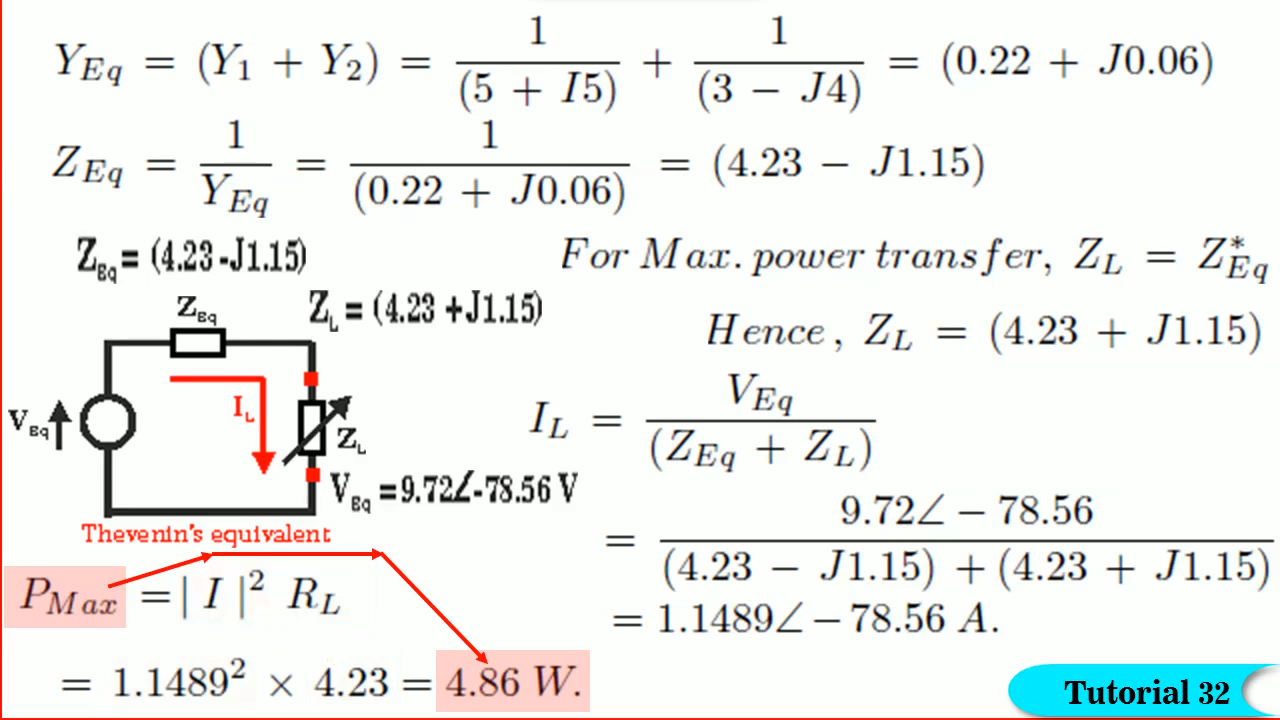 Y_Eq = (Y_1 + Y_2) = 1/(5 + I5) + 1/(3 − J4) = (0.22 + J0.06)
Z_Eq = 1/Y_Eq = 1/(0.22 + J0.06) = (4.23 − J1.15)
Z_Eq = (4.23 -J1.15)
Z_L = (4.23 +J1.15)
Z_Eq
V_Eq
I_L
Z_L
V_Eq =9.72∠-78.56 V
Thevenin's equivalent
P_Max = | I |² R_L
= 1.1489² × 4.23 = 4.86 W.
For Max. power transfer, Z_L = Z*_Eq
Hence, Z_L = (4.23 + J1.15)
I_L = V_Eq/(Z_Eq + Z_L)
= 9.72∠ − 78.56/(4.23 − J1.15) + (4.23 + J1.15)
= 1.1489∠ − 78.56 A.
Tutorial 32